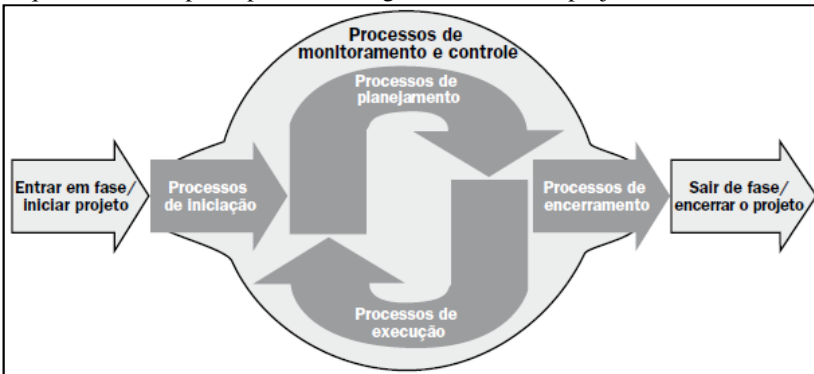 Processos de
monitoramento e controle
Processos de
planejamento
Entrar em fase/
iniciar projeto
Processos
de iniciação
Processos de
encerramento
Sair de fase/
encerrar o projeto
Processos de
execução